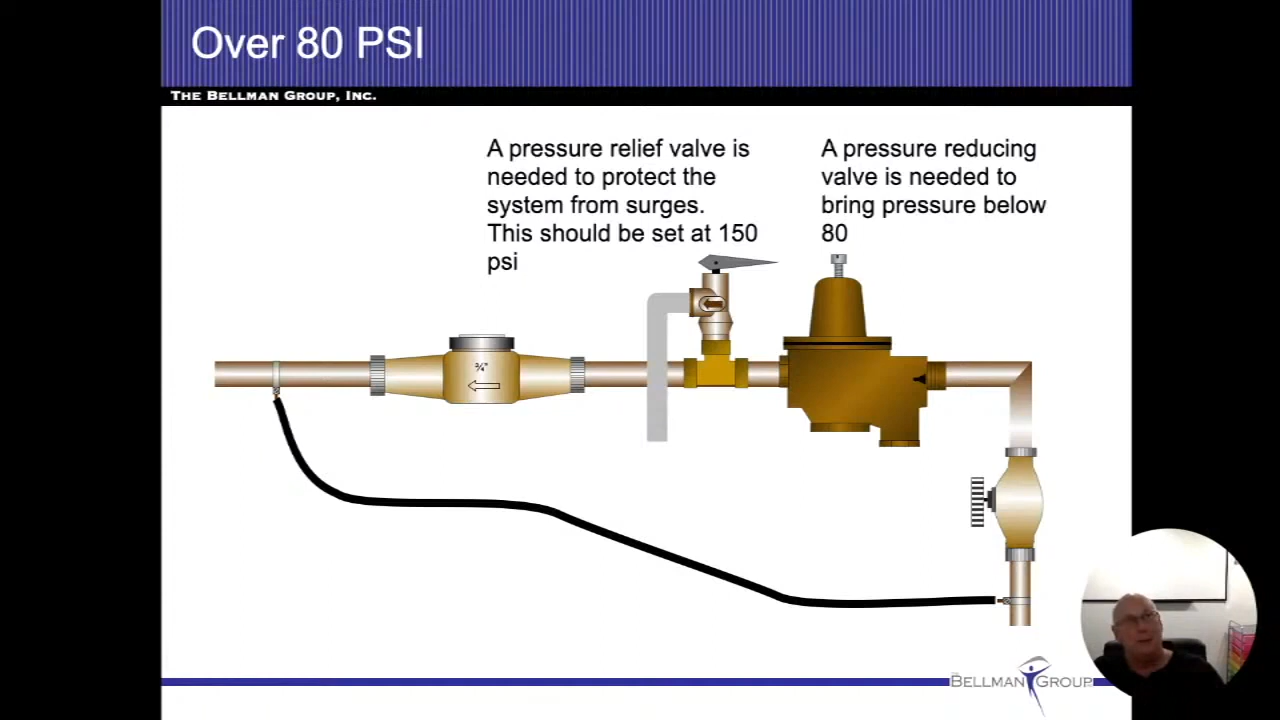 Over 80 PSI
THE BELLMAN GROUP, INC.
A pressure relief valve is
needed to protect the
system from surges.
This should be set at 150
psi
A pressure reducing
valve is needed to
bring pressure below
80
¾"
THE
BELLMAN GROUP